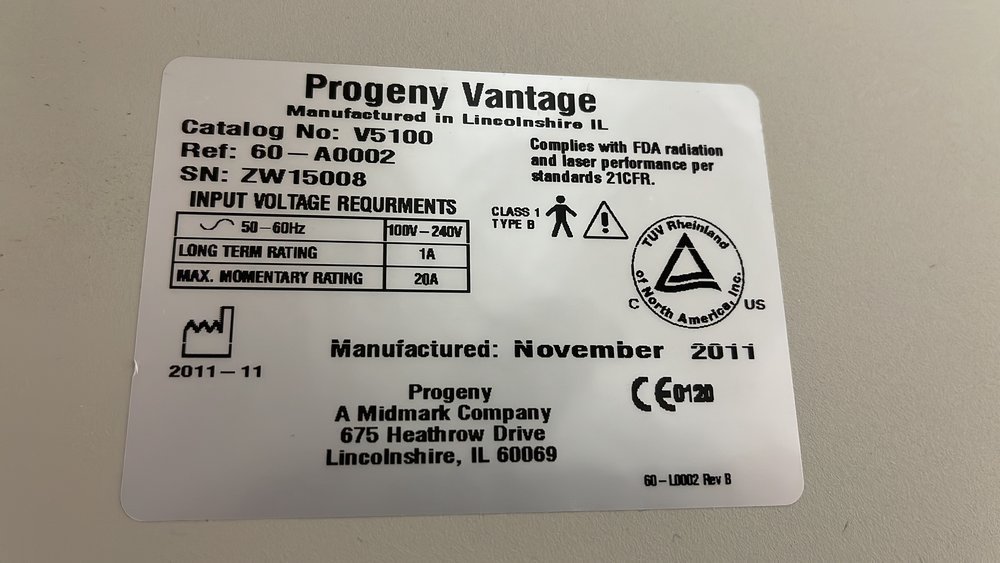 Progeny Vantage
Manufactured in Lincolnshire IL
Catalog No: V5100
Ref: 60-A0002
SN: ZW15008
Complies with FDA radiation
and laser performance per
standards 21CFR.
INPUT VOLTAGE REQURMENTS
50-60Hz 100V-240V
LONG TERM RATING 1A
MAX. MOMENTARY RATING 20A
CLASS 1
TYPE B
TÜV Rheinland
of North America, Inc.
C US
2011-11
Manufactured: November 2011
CE0120
Progeny
A Midmark Company
675 Heathrow Drive
Lincolnshire, IL 60069
60-L0002 Rev B